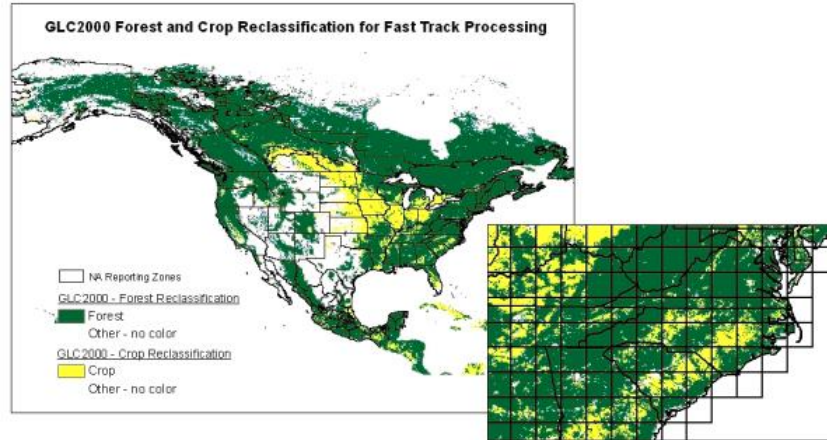 GLC2000 Forest and Crop Reclassification for Fast Track Processing
NA Reporting Zones
GLC2000 - Forest Reclassification
Forest
Other - no color
GLC2000 - Crop Reclassification
Crop
Other - no color